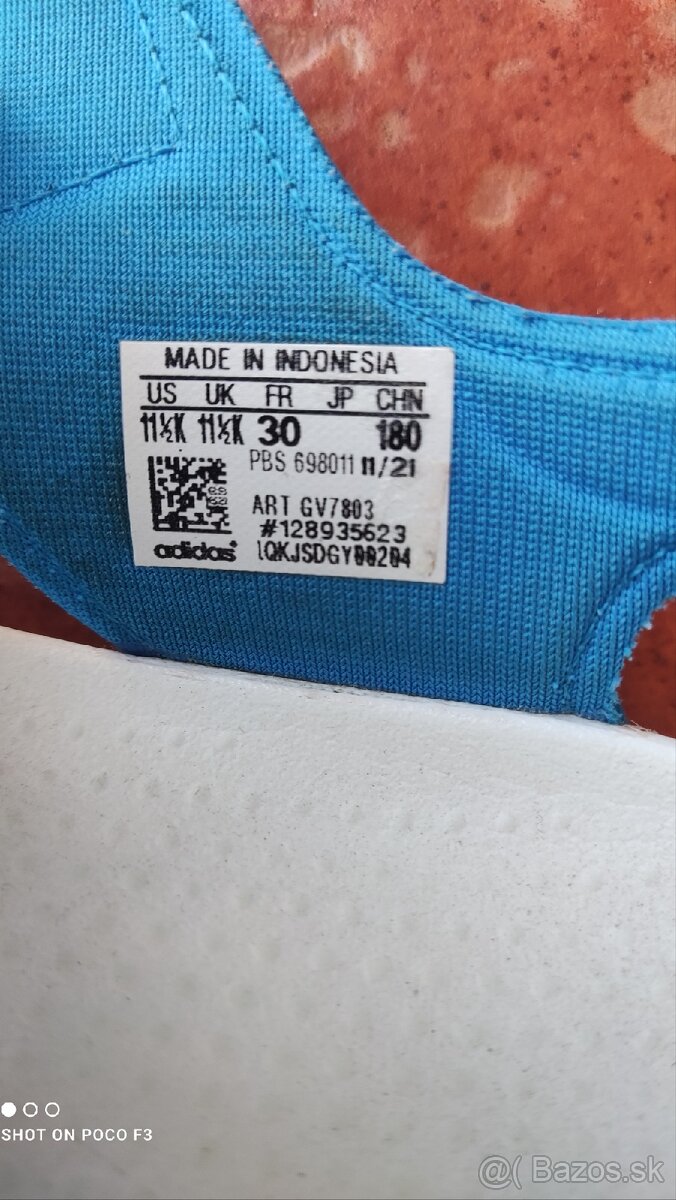 MADE IN INDONESIA
US UK FR JP CHN
11½K 11½K 30 180
PBS 698011 11/21
ART GV7803
#128935623
adidas 1QKJSDGY00204
SHOT ON POCO F3
@( Bazos.sk